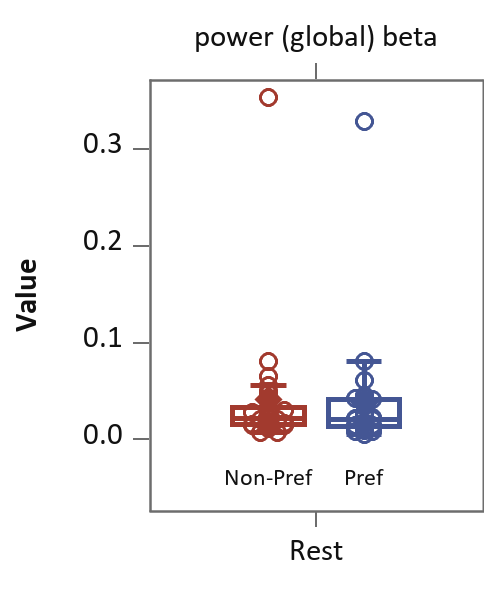 power (global) beta
0.3
0.2
0.1
0.0
Value
Non-Pref
Pref
Rest